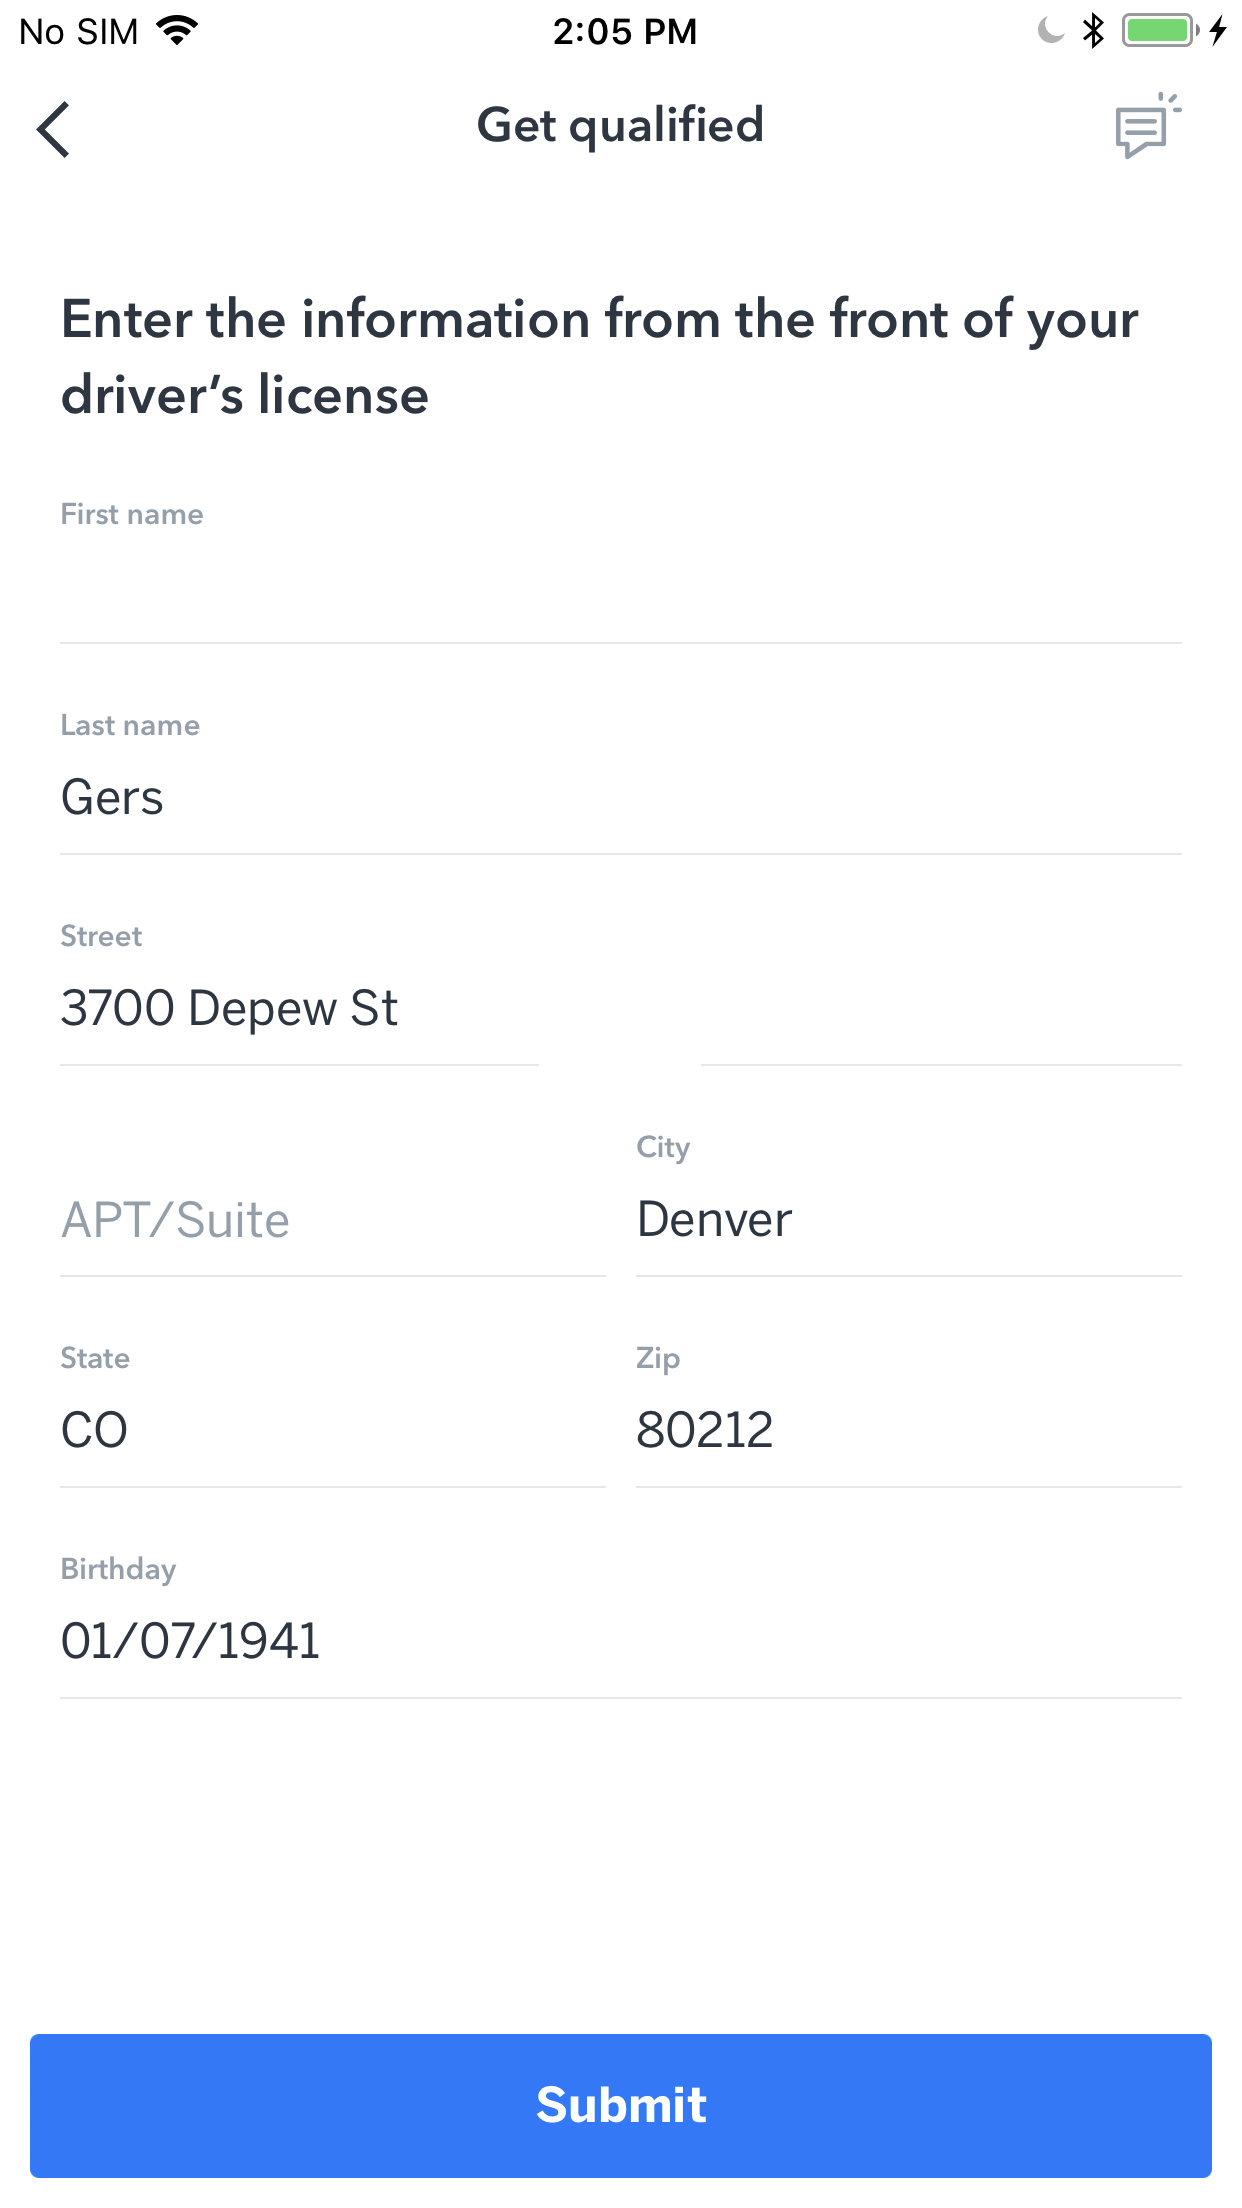 No SIM 2:05 PM
Get qualified
Enter the information from the front of your
driver’s license
First name
Last name
Gers
Street
3700 Depew St
City
APT/Suite Denver
State Zip
CO 80212
Birthday
01/07/1941
Submit